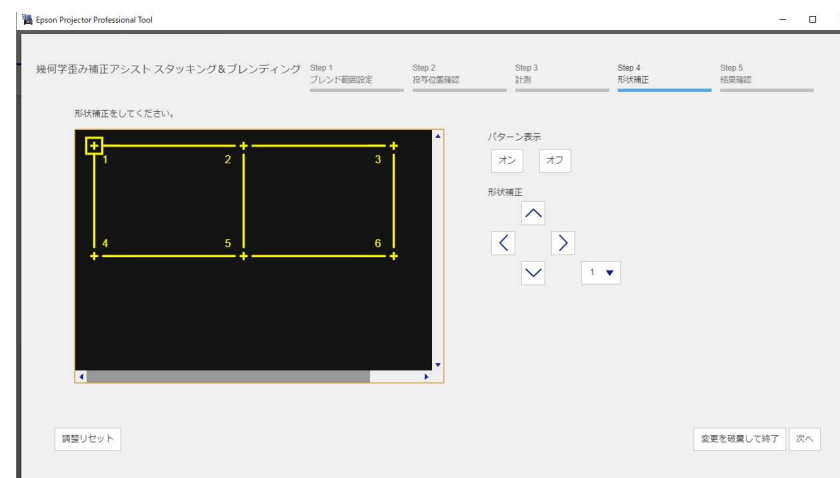 Epson Projector Professional Tool
幾何学歪み補正アシスト スタッキング&ブレンディング
Step 1
ブレンド範囲設定
Step 2
投写位置確認
Step 3
計測
Step 4
形状補正
Step 5
結果確認
形状補正をしてください。
1
2
3
4
5
6
パターン表示
オン
オフ
形状補正
1
調整リセット
変更を破棄して終了
次へ